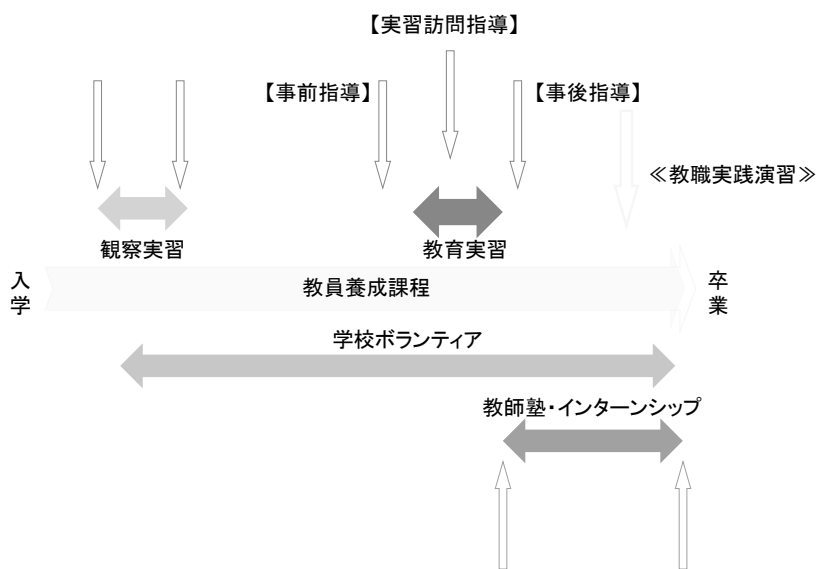 【実習訪問指導】
【事前指導】
【事後指導】
≪教職実践演習≫
観察実習
教育実習
入学
教員養成課程
卒業
学校ボランティア
教師塾・インターンシップ